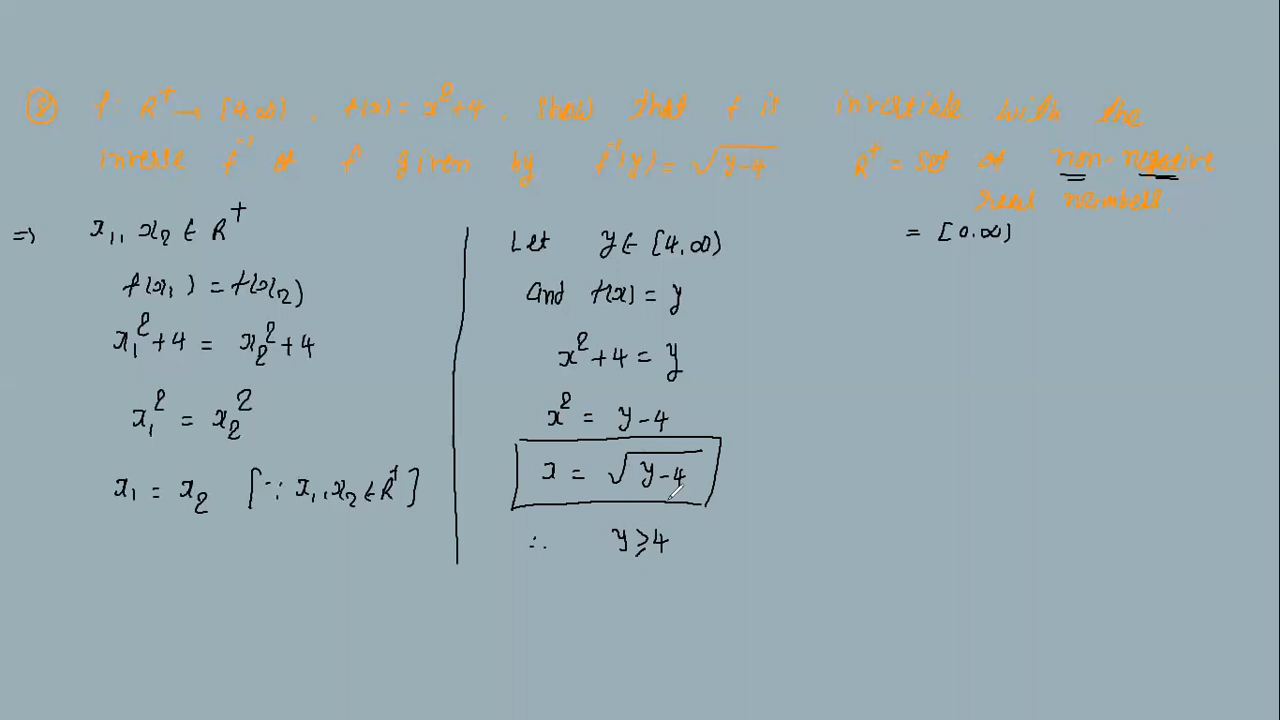 Q f: R⁺ → [4,∞), f(x) = x²+4. Show that f is invertible with the
inverse f⁻¹ of f given by f⁻¹(y) = √(y-4) R⁺ = set of non-negative
real numbers.
= [0,∞)
⇒ x₁, x₂ ∈ R⁺
f(x₁) = f(x₂)
x₁²+4 = x₂²+4
x₁² = x₂²
x₁ = x₂ [∵ x₁, x₂ ∈ R⁺]
Let y ∈ [4,∞)
and f(x) = y
x²+4 = y
x² = y-4
x = √(y-4)
∴ y ≥ 4